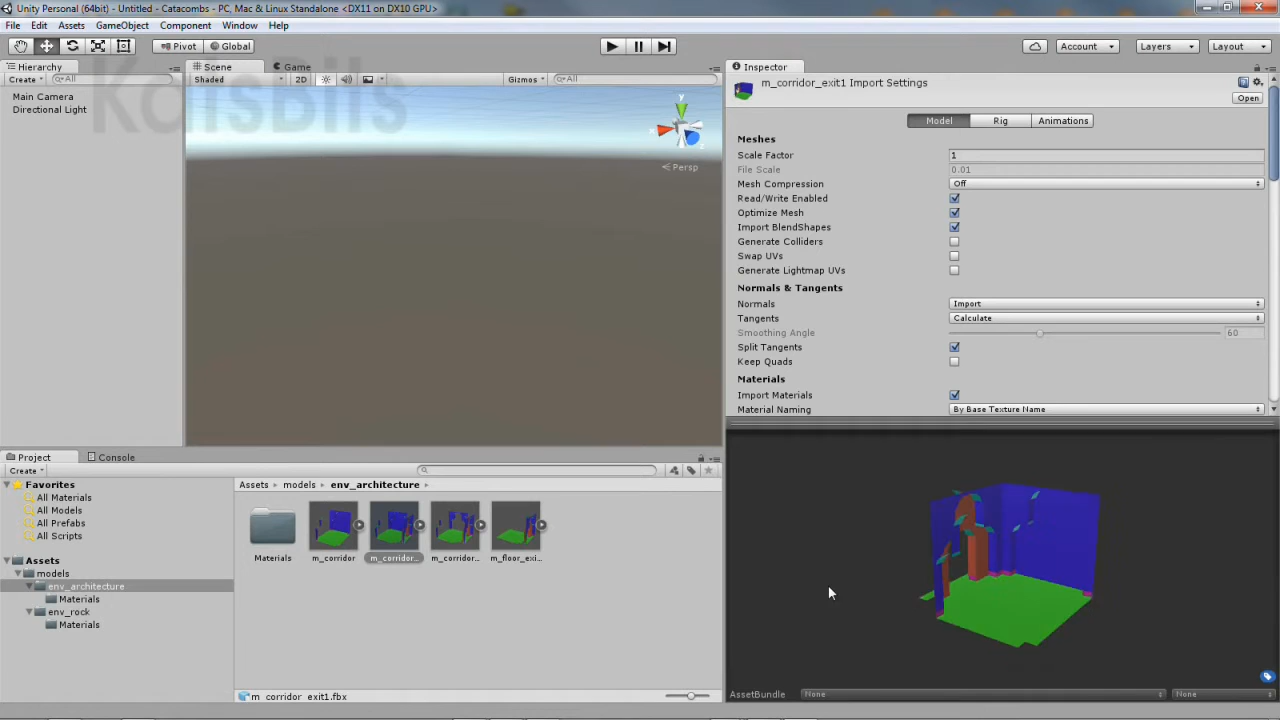 Unity Personal (64bit) - Untitled - Catacombs - PC, Mac & Linux Standalone <DX11 on DX10 GPU>
File Edit Assets GameObject Component Window Help
Pivot Global Account Layers Layout
Hierarchy
Create All
Main Camera
Directional Light
KolsBits
Scene Game
Shaded 2D Gizmos All
y
x
z
Persp
Inspector
m_corridor_exit1 Import Settings
Open
Model Rig Animations
Meshes
Scale Factor 1
File Scale 0.01
Mesh Compression Off
Read/Write Enabled
Optimize Mesh
Import BlendShapes
Generate Colliders
Swap UVs
Generate Lightmap UVs
Normals & Tangents
Normals Import
Tangents Calculate
Smoothing Angle 60
Split Tangents
Keep Quads
Materials
Import Materials
Material Naming By Base Texture Name
Project Console
Create
Favorites
All Materials
All Models
All Prefabs
All Scripts
Assets
models
env_architecture
Materials
env_rock
Materials
Assets models env_architecture
Materials m_corridor m_corridor... m_corridor... m_floor_exi...
m_corridor_exit1.fbx
AssetBundle None None